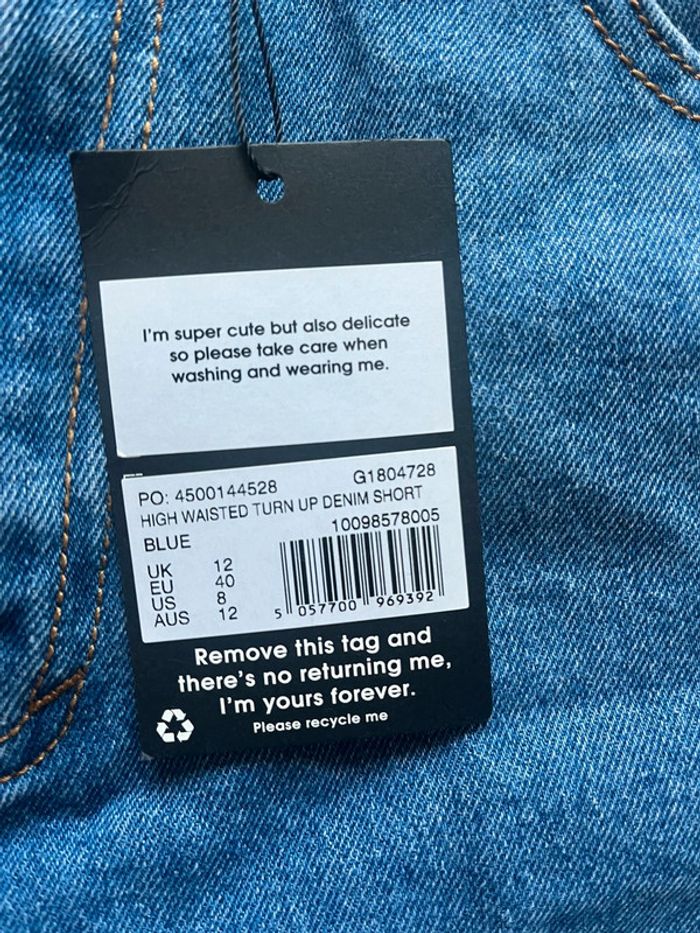 I'm super cute but also delicate
so please take care when
washing and wearing me.
PO: 4500144528 G1804728
HIGH WAISTED TURN UP DENIM SHORT
BLUE 10098578005
UK 12
EU 40
US 8
AUS 12
5 057700 969392
Remove this tag and
there's no returning me,
I'm yours forever.
Please recycle me